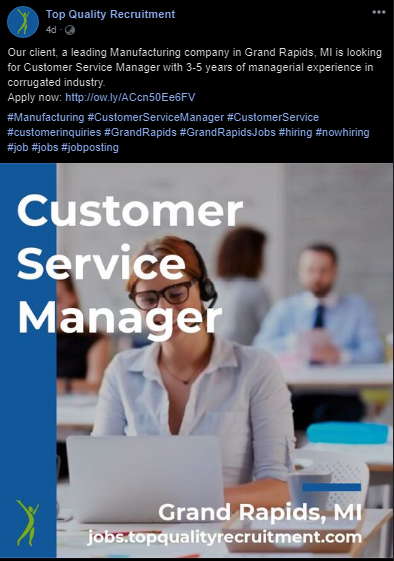 Top Quality Recruitment
4d ·
Our client, a leading Manufacturing company in Grand Rapids, MI is looking
for Customer Service Manager with 3-5 years of managerial experience in
corrugated industry.
Apply now: http://ow.ly/ACcn50Ee6FV
#Manufacturing #CustomerServiceManager #CustomerService
#customerinquiries #GrandRapids #GrandRapidsJobs #hiring #nowhiring
#job #jobs #jobposting
Customer
Service
Manager
Grand Rapids, MI
jobs.topqualityrecruitment.com